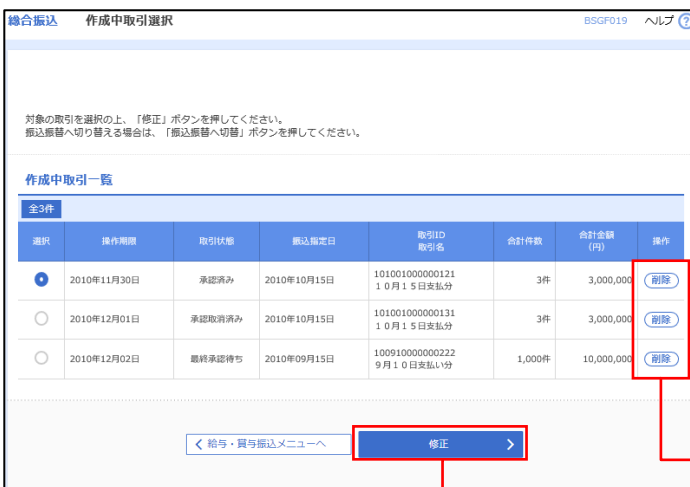 総合振込 作成中取引選択 BSGF019 ヘルプ ?
対象の取引を選択の上、「修正」ボタンを押してください。
振込振替へ切り替える場合は、「振込振替へ切替」ボタンを押してください。
作成中取引一覧
全3件
選択 操作期限 取引状態 振込指定日 取引ID 取引名 合計件数 合計金額 (円) 操作
2010年11月30日 承認済み 2010年10月15日 101001000000121 3件 3,000,000 削除
10月15日支払分
2010年12月01日 承認取消済み 2010年10月15日 101001000000131 3件 3,000,000 削除
10月15日支払分
2010年12月02日 最終承認待ち 2010年09月15日 100910000000222 1,000件 10,000,000 削除
9月10日支払い分
給与・賞与振込メニューへ 修正